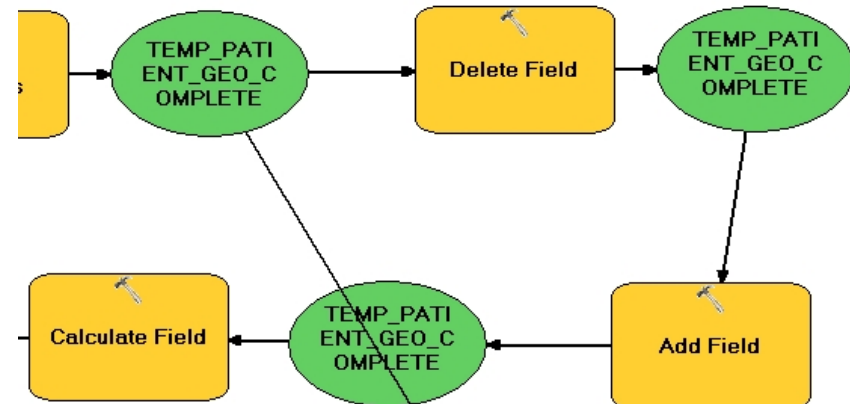 TEMP_PATI
ENT_GEO_C
OMPLETE
Delete Field
TEMP_PATI
ENT_GEO_C
OMPLETE
Calculate Field
TEMP_PATI
ENT_GEO_C
OMPLETE
Add Field